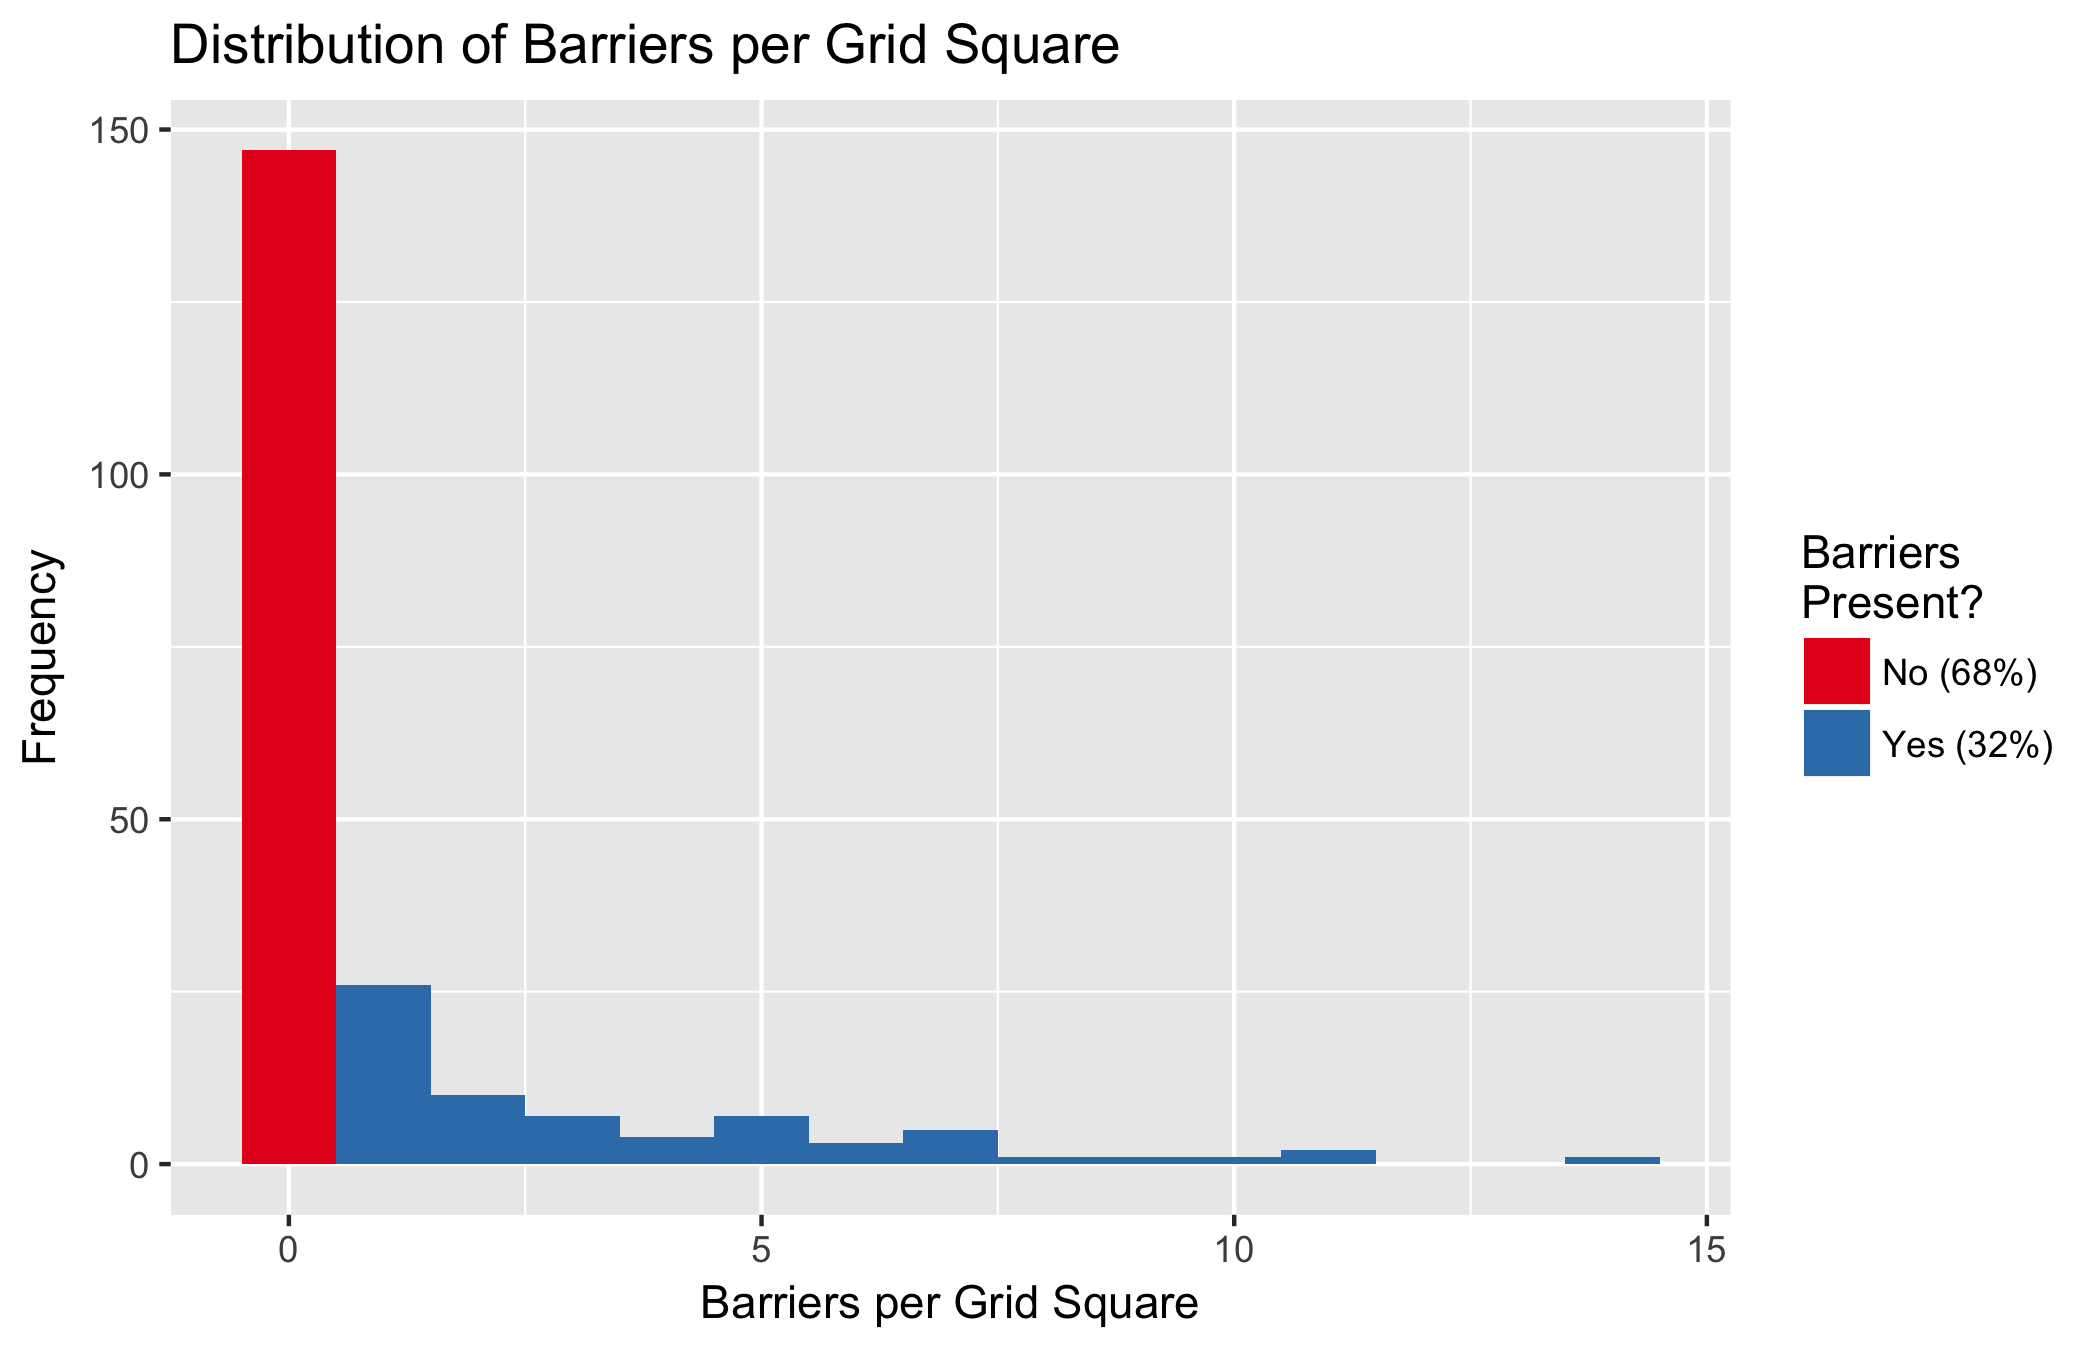 Distribution of Barriers per Grid Square
150
100
50
0
Frequency
0 5 10 15
Barriers per Grid Square
Barriers
Present?
No (68%)
Yes (32%)